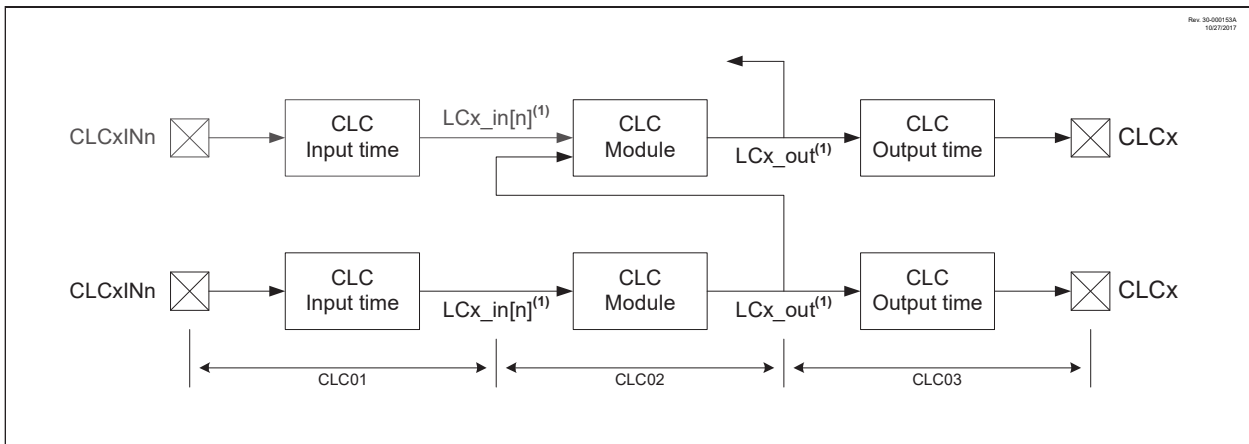 Rev. 30-000153A
10/27/2017
CLCxINn
CLC
Input time
LCx_in[n](1)
CLC
Module
LCx_out(1)
CLC
Output time
CLCx
CLCxINn
CLC
Input time
LCx_in[n](1)
CLC
Module
LCx_out(1)
CLC
Output time
CLCx
CLC01
CLC02
CLC03